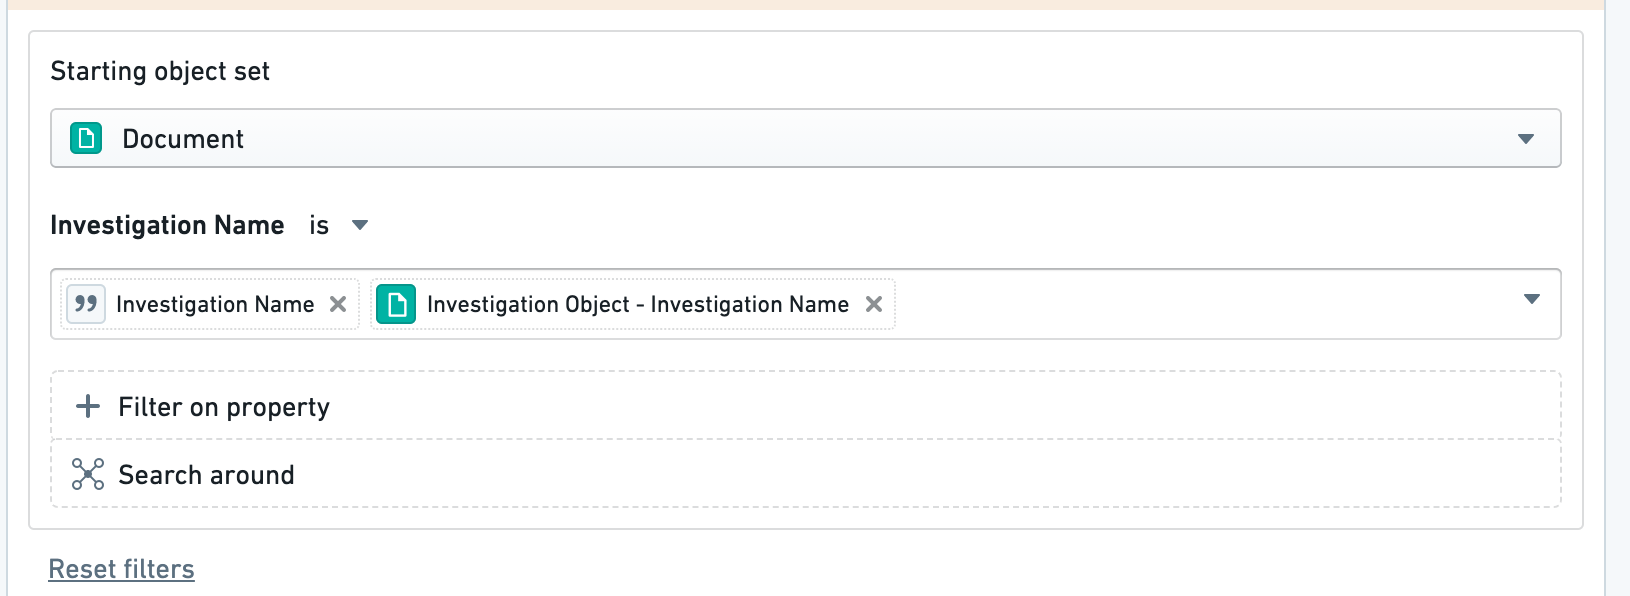 Starting object set
Document
Investigation Name is
Investigation Name Investigation Object - Investigation Name
Filter on property
Search around
Reset filters